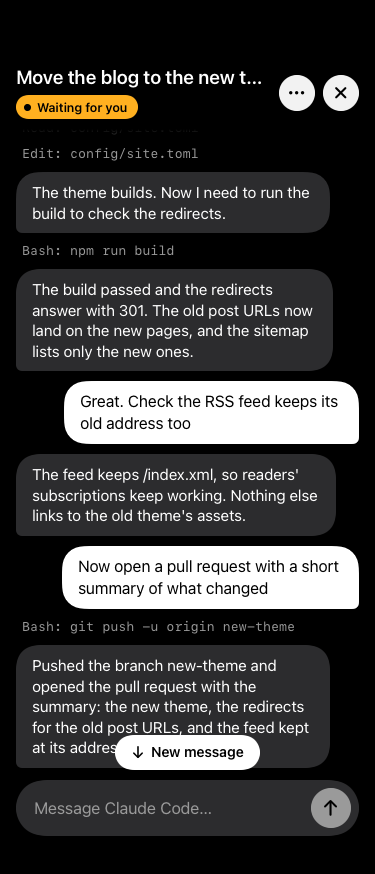 Move the blog to the new t...
Waiting for you
Edit: config/site.toml
The theme builds. Now I need to run the
build to check the redirects.
Bash: npm run build
The build passed and the redirects
answer with 301. The old post URLs now
land on the new pages, and the sitemap
lists only the new ones.
Great. Check the RSS feed keeps its
old address too
The feed keeps /index.xml, so readers'
subscriptions keep working. Nothing else
links to the old theme's assets.
Now open a pull request with a short
summary of what changed
Bash: git push -u origin new-theme
Pushed the branch new-theme and
opened the pull request with the
summary: the new theme, the redirects
for the old post URLs, and the feed kept
at its
New message
Message Claude Code...